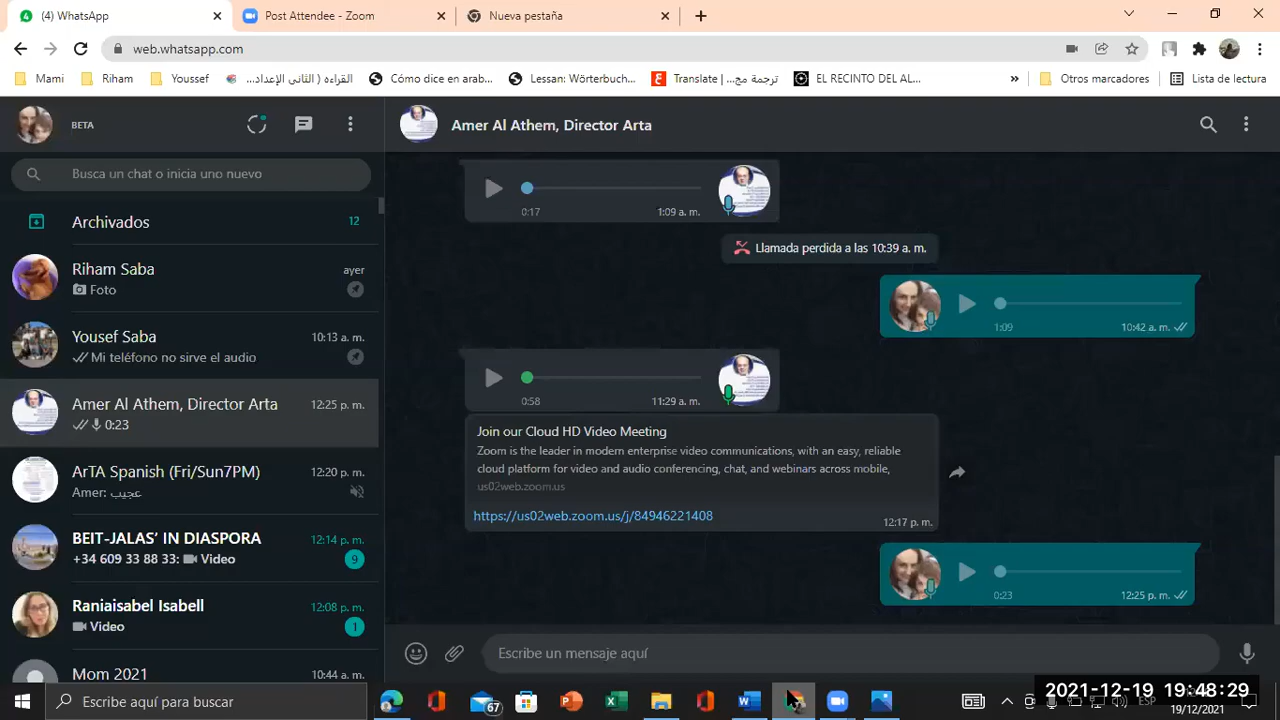 (4) WhatsApp
Post Attendee - Zoom
Nueva pestaña
web.whatsapp.com
Mami
Riham
Youssef
القراءه ( الثاني الإعداد...
Cómo dice en arab...
Lessan: Wörterbuch...
Translate | ترجمة مج...
EL RECINTO DEL AL...
»
Otros marcadores
Lista de lectura
BETA
Amer Al Athem, Director Arta
Busca un chat o inicia uno nuevo
Archivados
12
Riham Saba
ayer
Foto
Yousef Saba
10:13 a. m.
Mi teléfono no sirve el audio
Amer Al Athem, Director Arta
12:25 p. m.
0:23
ArTA Spanish (Fri/Sun7PM)
12:20 p. m.
Amer: عجيب
BEIT-JALAS’ IN DIASPORA
12:14 p. m.
+34 609 33 88 33: Video
9
Raniaisabel Isabell
12:08 p. m.
Video
1
Mom 2021
10:44 a. m.
0:17
1:09 a. m.
Llamada perdida a las 10:39 a. m.
1:09
10:42 a. m.
0:58
11:29 a. m.
Join our Cloud HD Video Meeting
Zoom is the leader in modern enterprise video communications, with an easy, reliable
cloud platform for video and audio conferencing, chat, and webinars across mobile,
us02web.zoom.us
https://us02web.zoom.us/j/84946221408
12:17 p. m.
0:23
12:25 p. m.
Escribe un mensaje aquí
Escribe aquí para buscar
67
ESP
2021-12-19 19:48:29
19/12/2021